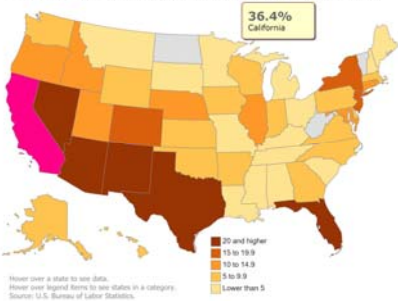 36.4%
California
20 and higher
15 to 19.9
10 to 14.9
5 to 9.9
Lower than 5
Hover over a state to see data.
Hover over legend items to see states in a category.
Source: U.S. Bureau of Labor Statistics.